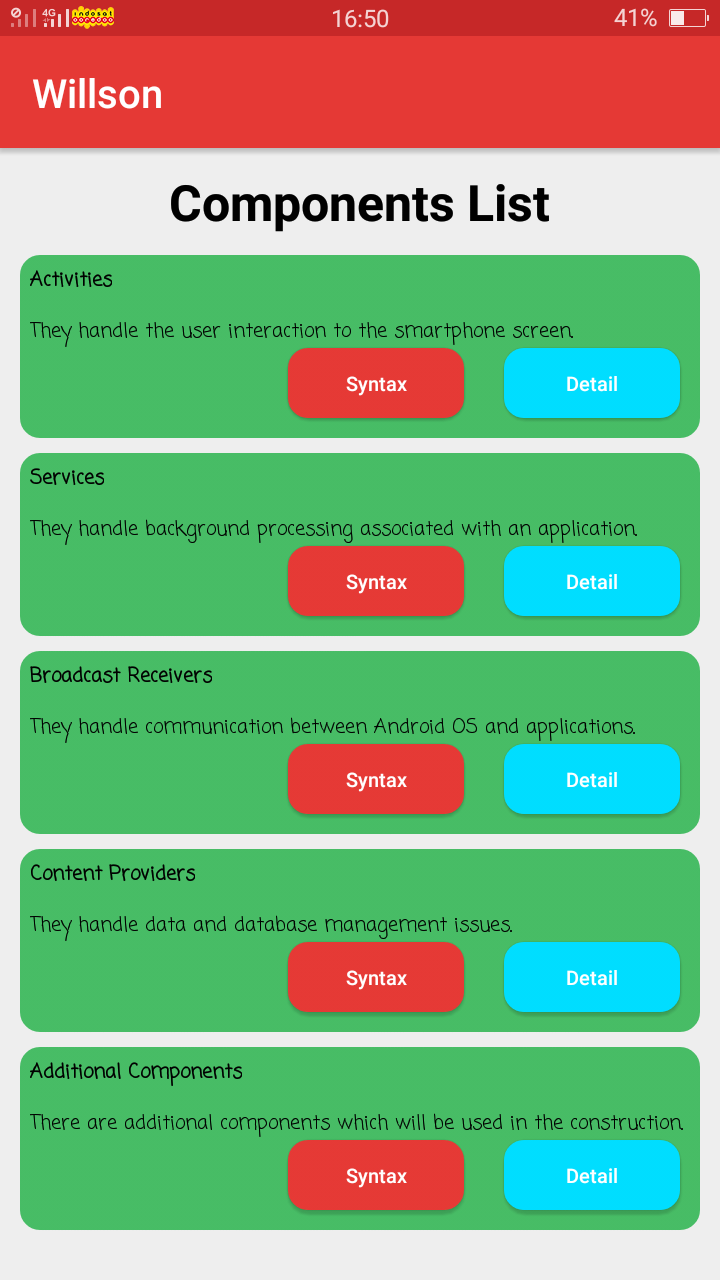 4G indosat ooredoo 16:50 41%
Willson
Components List
Activities
They handle the user interaction to the smartphone screen.
Syntax Detail
Services
They handle background processing associated with an application.
Syntax Detail
Broadcast Receivers
They handle communication between Android OS and applications.
Syntax Detail
Content Providers
They handle data and database management issues.
Syntax Detail
Additional Components
There are additional components which will be used in the construction.
Syntax Detail